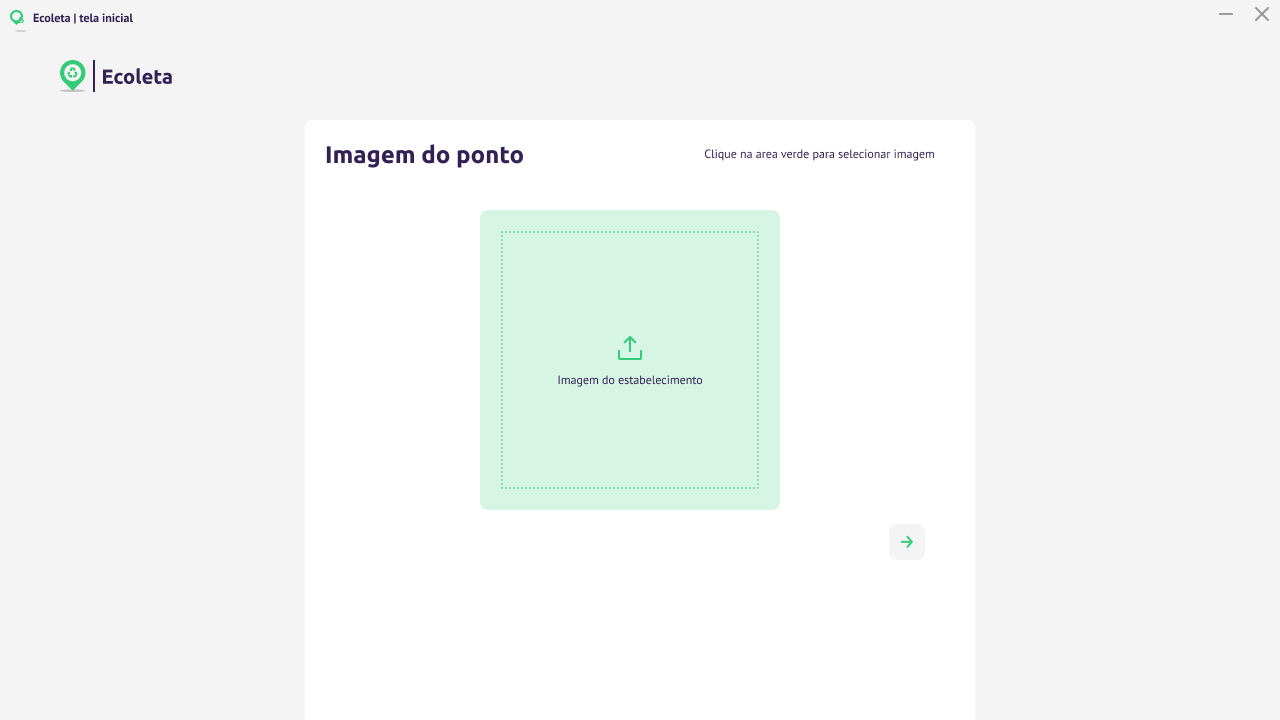 Ecoleta | tela inicial
Ecoleta
Imagem do ponto
Clique na area verde para selecionar imagem
Imagem do estabelecimento